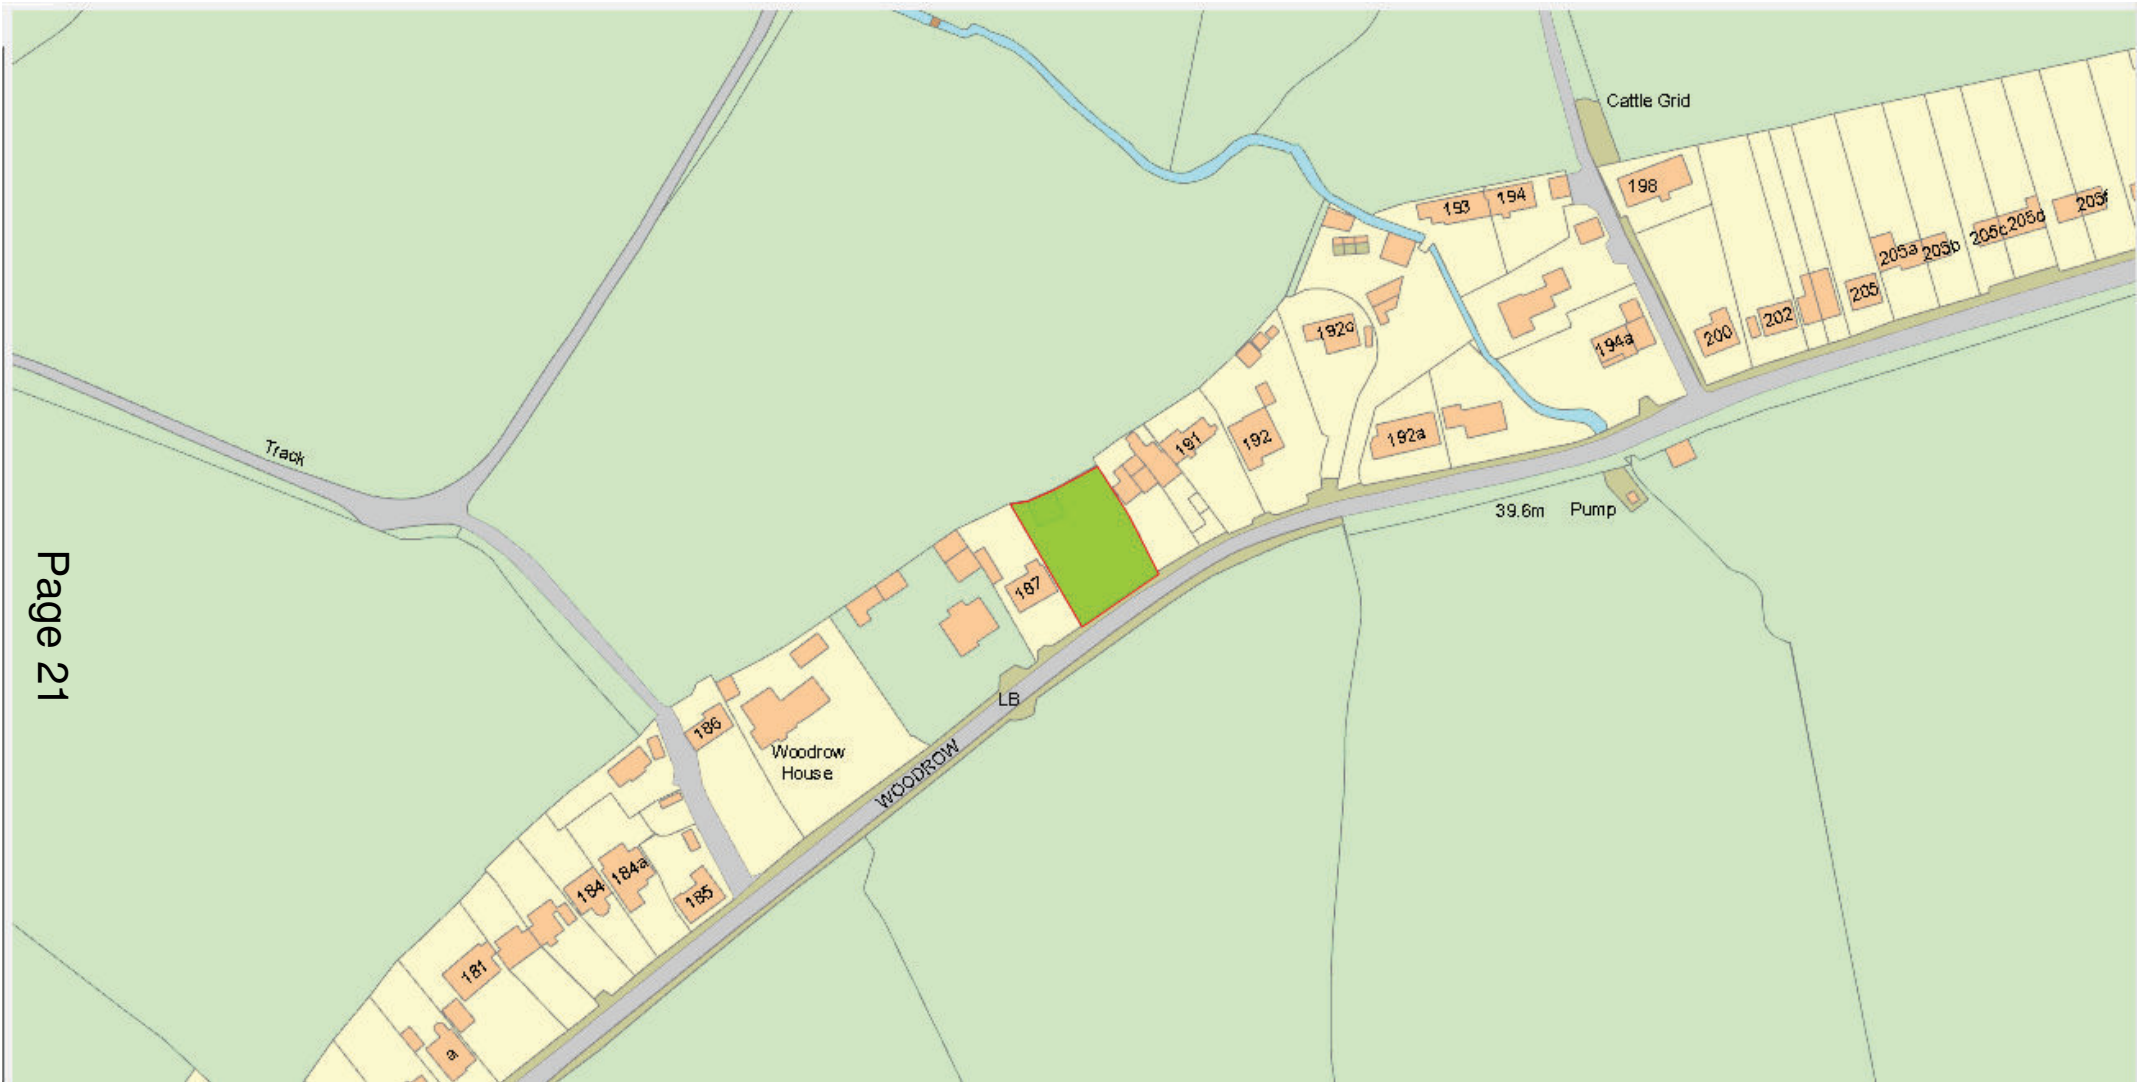 Cattle Grid
198
194
193
205f
205d
205c
205b
205a
205
202
200
192c
194a
192a
192
191
Track
39.6m
Pump
187
Page 21
LB
186
Woodrow
House
WOODROW
184a
184
185
181
a